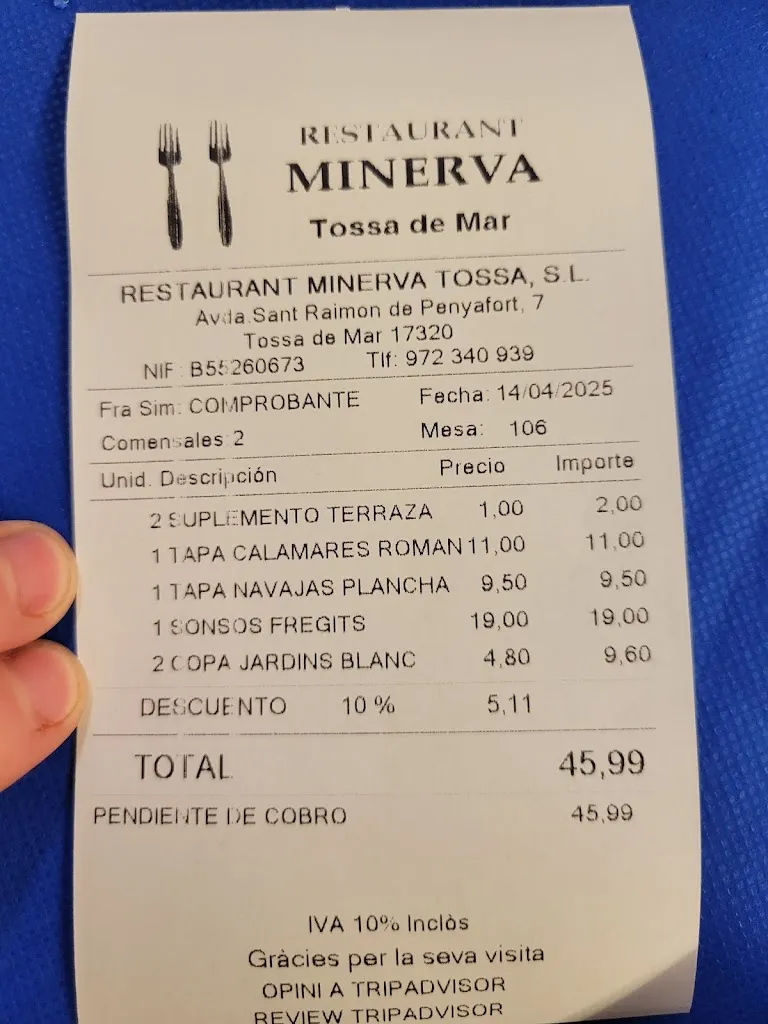 RESTAURANT
MINERVA
Tossa de Mar
RESTAURANT MINERVA TOSSA, S.L.
Avda.Sant Raimon de Penyafort, 7
Tossa de Mar 17320
NIF : B55260673 Tlf: 972 340 939
Fra Sim: COMPROBANTE Fecha: 14/04/2025
Comensales: 2 Mesa: 106
Unid. Descripción Precio Importe
2 SUPLEMENTO TERRAZA 1,00 2,00
1 TAPA CALAMARES ROMAN 11,00 11,00
1 TAPA NAVAJAS PLANCHA 9,50 9,50
1 SONSOS FREGITS 19,00 19,00
2 COPA JARDINS BLANC 4,80 9,60
DESCUENTO 10 % 5,11
TOTAL 45,99
PENDIENTE DE COBRO 45,99
IVA 10% Inclòs
Gràcies per la seva visita
OPINI A TRIPADVISOR
REVIEW TRIPADVISOR